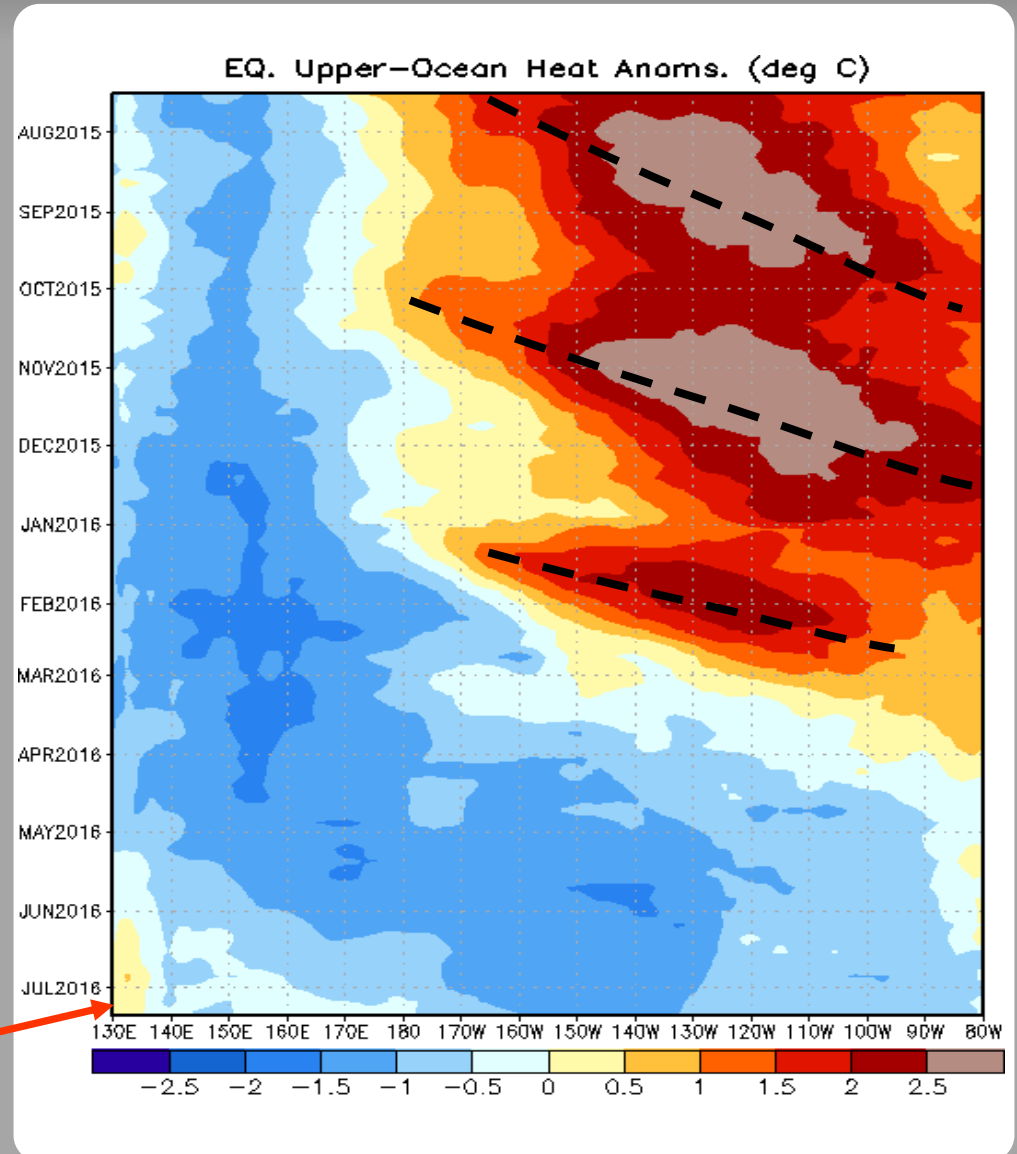 EQ. Upper-Ocean Heat Anoms. (deg C)
AUG2015
SEP2015
OCT2015
NOV2015
DEC2015
JAN2016
FEB2016
MAR2016
APR2016
MAY2016
JUN2016
JUL2016
130E 140E 150E 160E 170E 180 170W 160W 150W 140W 130W 120W 110W 100W 90W 80W
-2.5 -2 -1.5 -1 -0.5 0 0.5 1 1.5 2 2.5